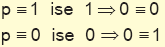 p ≡ 1 ise 1 ⇒ 0 ≡ 0
p ≡ 0 ise 0 ⇒ 0 ≡ 1